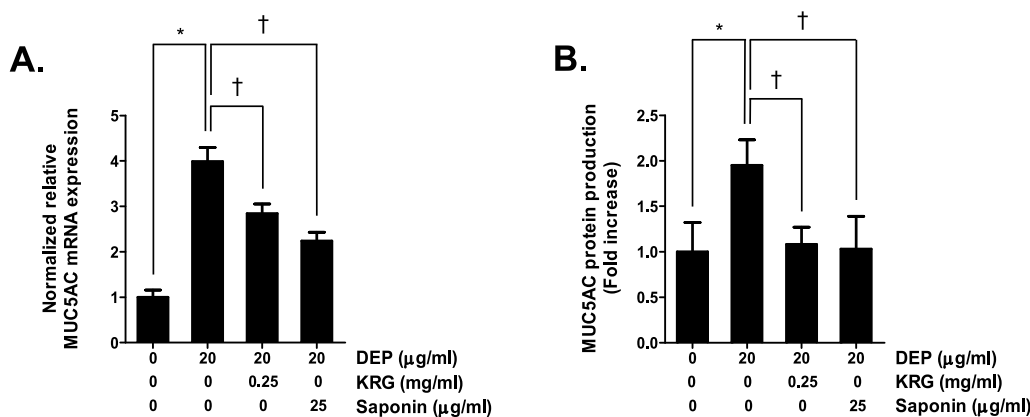 A.
* † †
Normalized relative
MUC5AC mRNA expression
5
4
3
2
1
0
0 20 20 20 DEP (μg/ml)
0 0 0.25 0 KRG (mg/ml)
0 0 0 25 Saponin (μg/ml)
B.
* † †
MUC5AC protein production
(Fold increase)
2.5
2.0
1.5
1.0
0.5
0.0
0 20 20 20 DEP (μg/ml)
0 0 0.25 0 KRG (mg/ml)
0 0 0 25 Saponin (μg/ml)